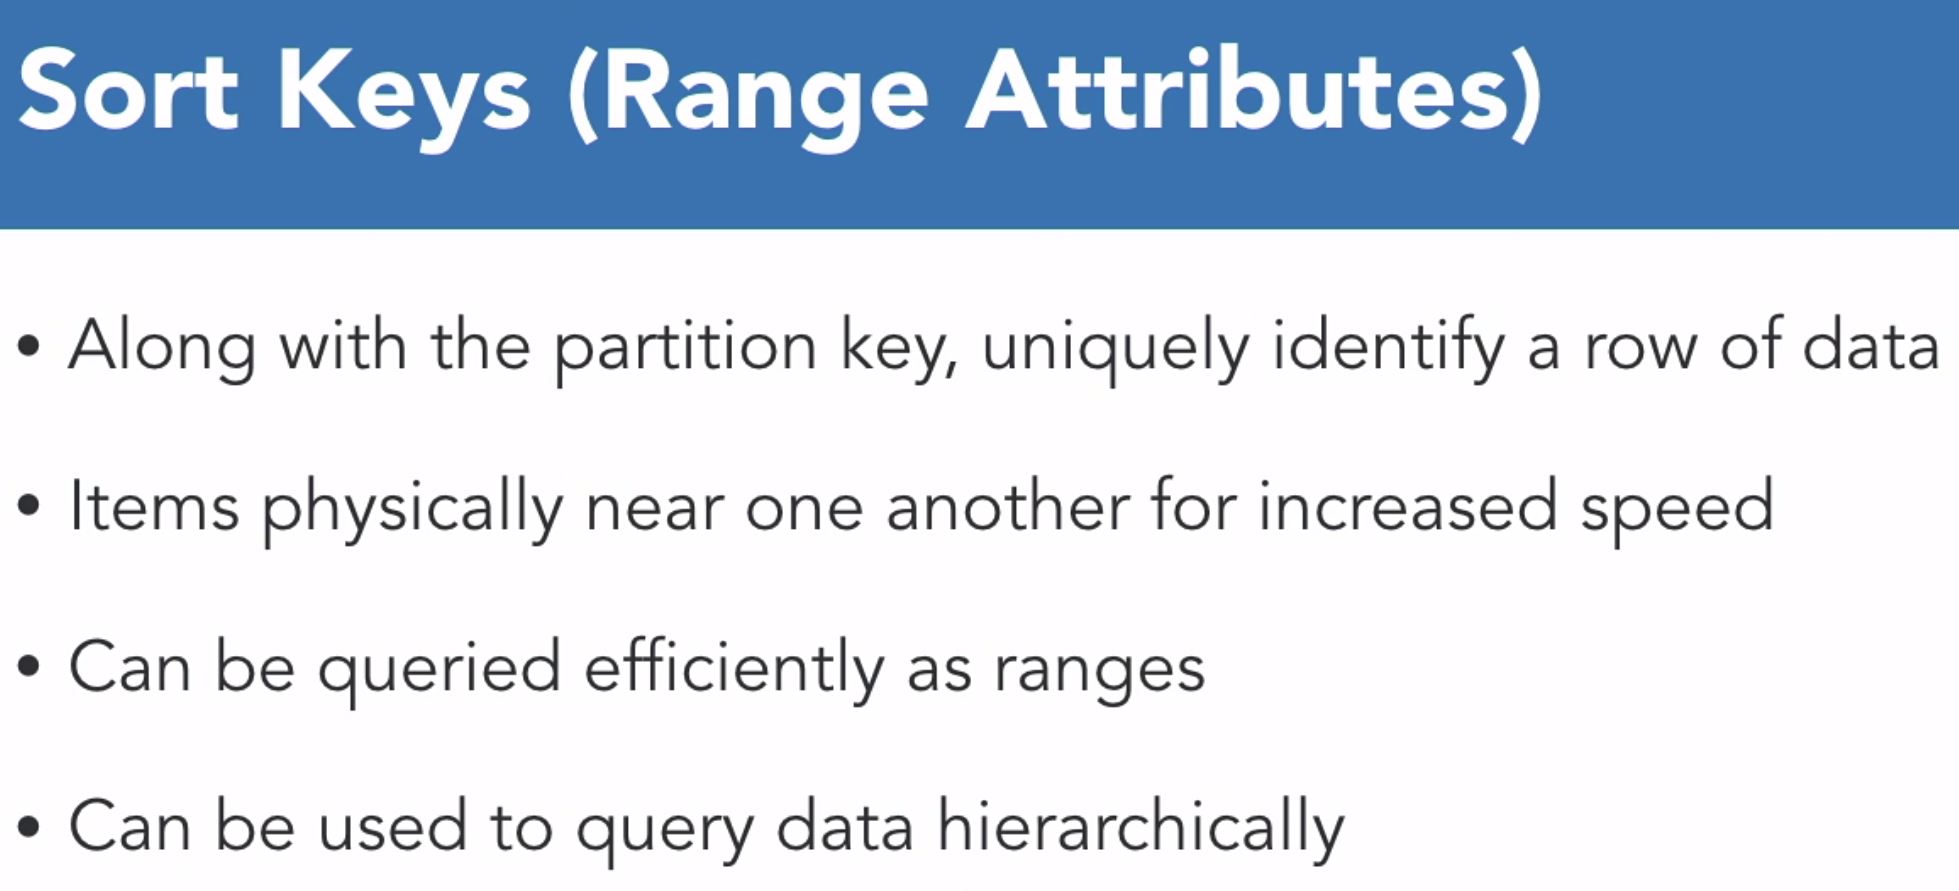 Sort Keys (Range Attributes)
• Along with the partition key, uniquely identify a row of data
• Items physically near one another for increased speed
• Can be queried efficiently as ranges
• Can be used to query data hierarchically